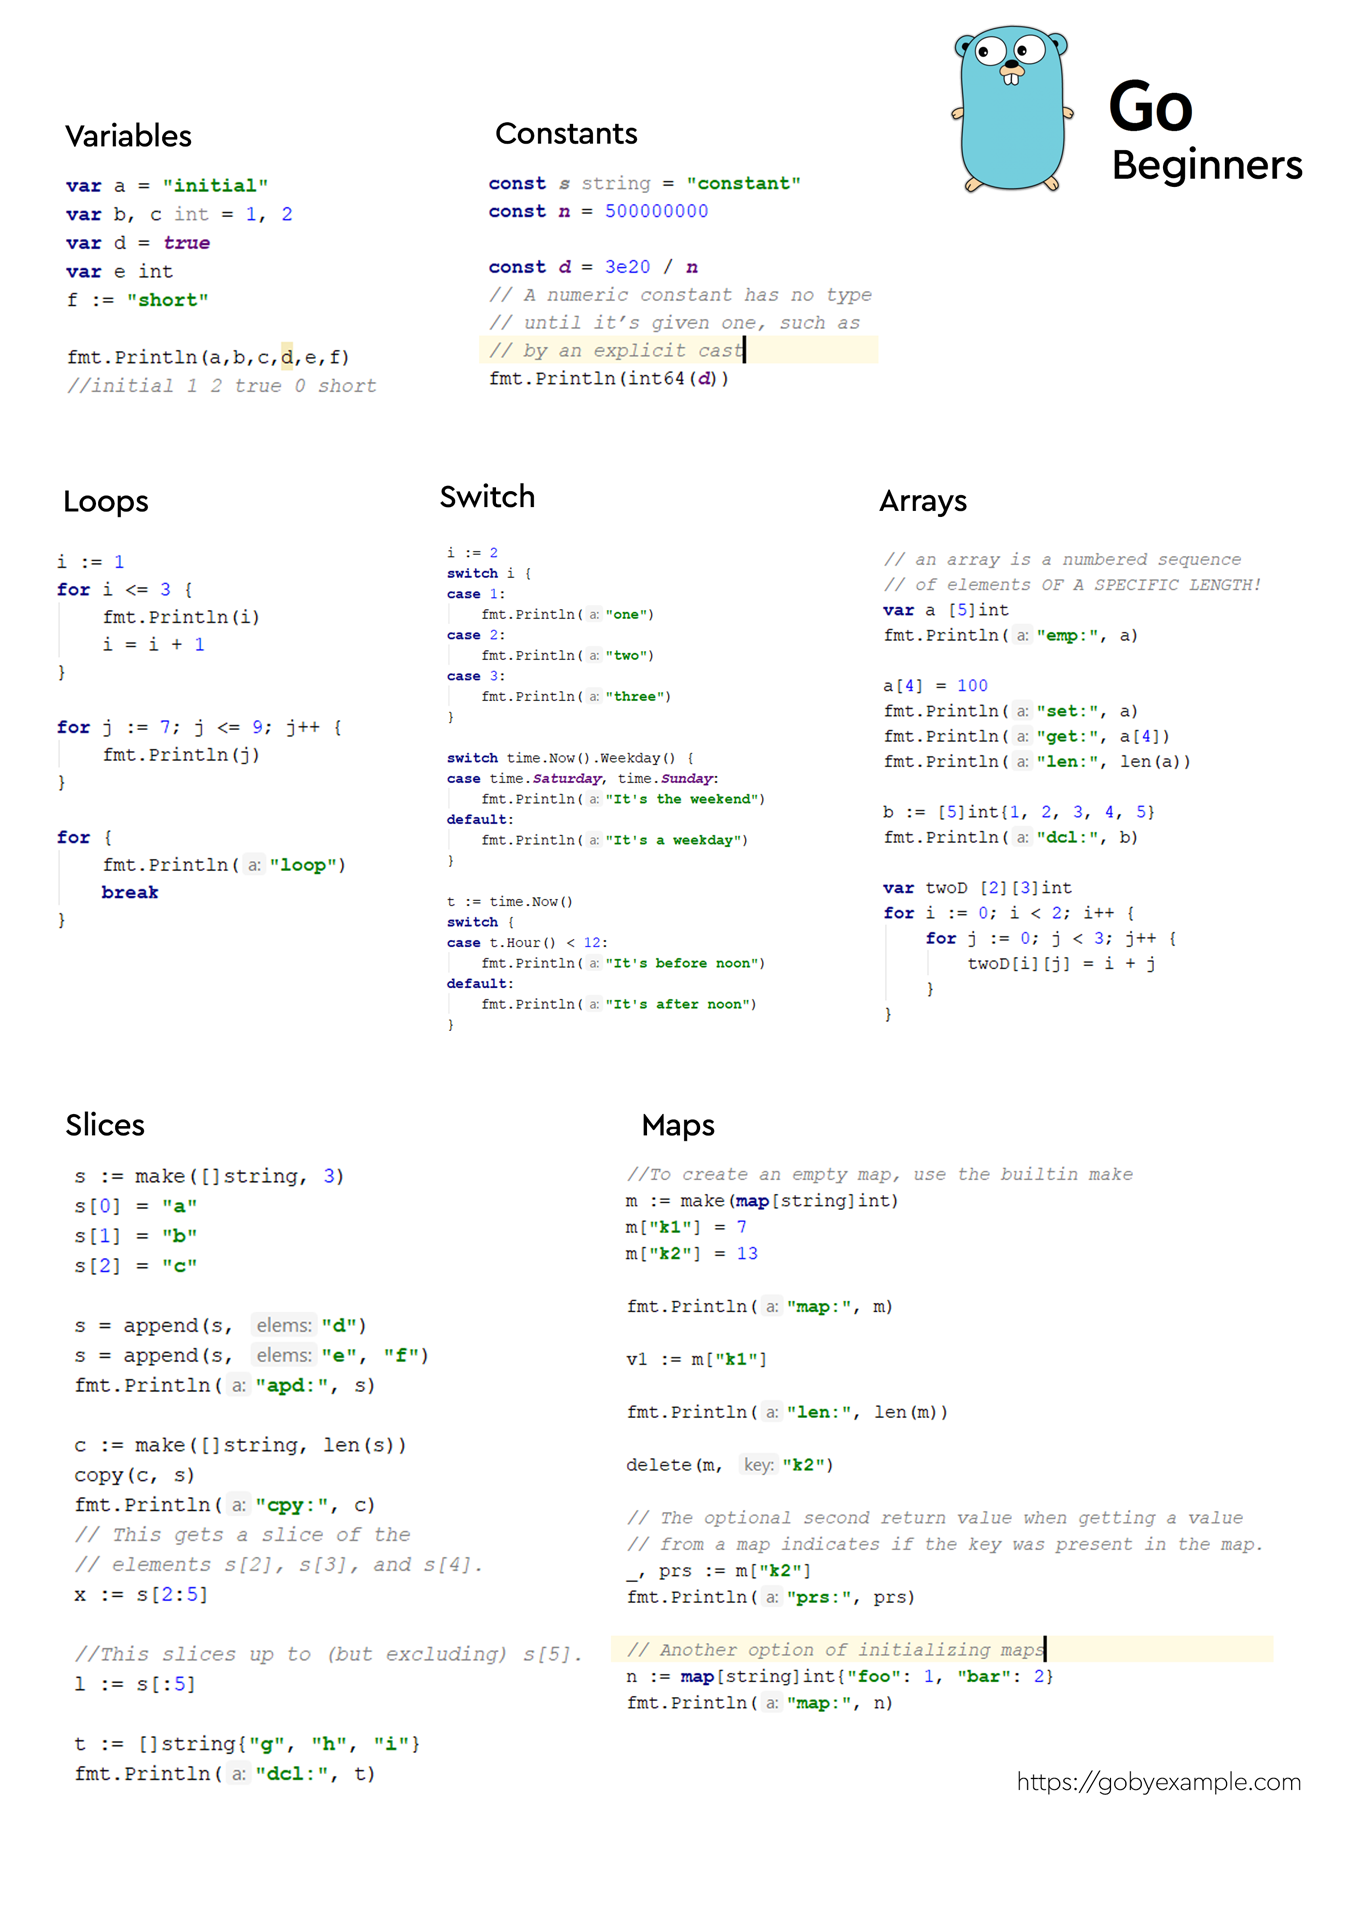 Go
Beginners
Variables
var a = "initial"
var b, c int = 1, 2
var d = true
var e int
f := "short"
fmt.Println(a,b,c,d,e,f)
//initial 1 2 true 0 short
Constants
const s string = "constant"
const n = 500000000
const d = 3e20 / n
// A numeric constant has no type
// until it's given one, such as
// by an explicit cast
fmt.Println(int64(d))
Loops
i := 1
for i <= 3 {
    fmt.Println(i)
    i = i + 1
}
for j := 7; j <= 9; j++ {
    fmt.Println(j)
}
for {
    fmt.Println( a: "loop")
    break
}
Switch
i := 2
switch i {
case 1:
    fmt.Println( a: "one")
case 2:
    fmt.Println( a: "two")
case 3:
    fmt.Println( a: "three")
}
switch time.Now().Weekday() {
case time.Saturday, time.Sunday:
    fmt.Println( a: "It's the weekend")
default:
    fmt.Println( a: "It's a weekday")
}
t := time.Now()
switch {
case t.Hour() < 12:
    fmt.Println( a: "It's before noon")
default:
    fmt.Println( a: "It's after noon")
}
Arrays
// an array is a numbered sequence
// of elements OF A SPECIFIC LENGTH!
var a [5]int
fmt.Println( a: "emp:", a)
a[4] = 100
fmt.Println( a: "set:", a)
fmt.Println( a: "get:", a[4])
fmt.Println( a: "len:", len(a))
b := [5]int{1, 2, 3, 4, 5}
fmt.Println( a: "dcl:", b)
var twoD [2][3]int
for i := 0; i < 2; i++ {
    for j := 0; j < 3; j++ {
        twoD[i][j] = i + j
    }
}
Slices
s := make([]string, 3)
s[0] = "a"
s[1] = "b"
s[2] = "c"
s = append(s, elems: "d")
s = append(s, elems: "e", "f")
fmt.Println( a: "apd:", s)
c := make([]string, len(s))
copy(c, s)
fmt.Println( a: "cpy:", c)
// This gets a slice of the
// elements s[2], s[3], and s[4].
x := s[2:5]
//This slices up to (but excluding) s[5].
l := s[:5]
t := []string{"g", "h", "i"}
fmt.Println( a: "dcl:", t)
Maps
//To create an empty map, use the builtin make
m := make(map[string]int)
m["k1"] = 7
m["k2"] = 13
fmt.Println( a: "map:", m)
v1 := m["k1"]
fmt.Println( a: "len:", len(m))
delete(m, key: "k2")
// The optional second return value when getting a value
// from a map indicates if the key was present in the map.
_, prs := m["k2"]
fmt.Println( a: "prs:", prs)
// Another option of initializing maps
n := map[string]int{"foo": 1, "bar": 2}
fmt.Println( a: "map:", n)
https://gobyexample.com